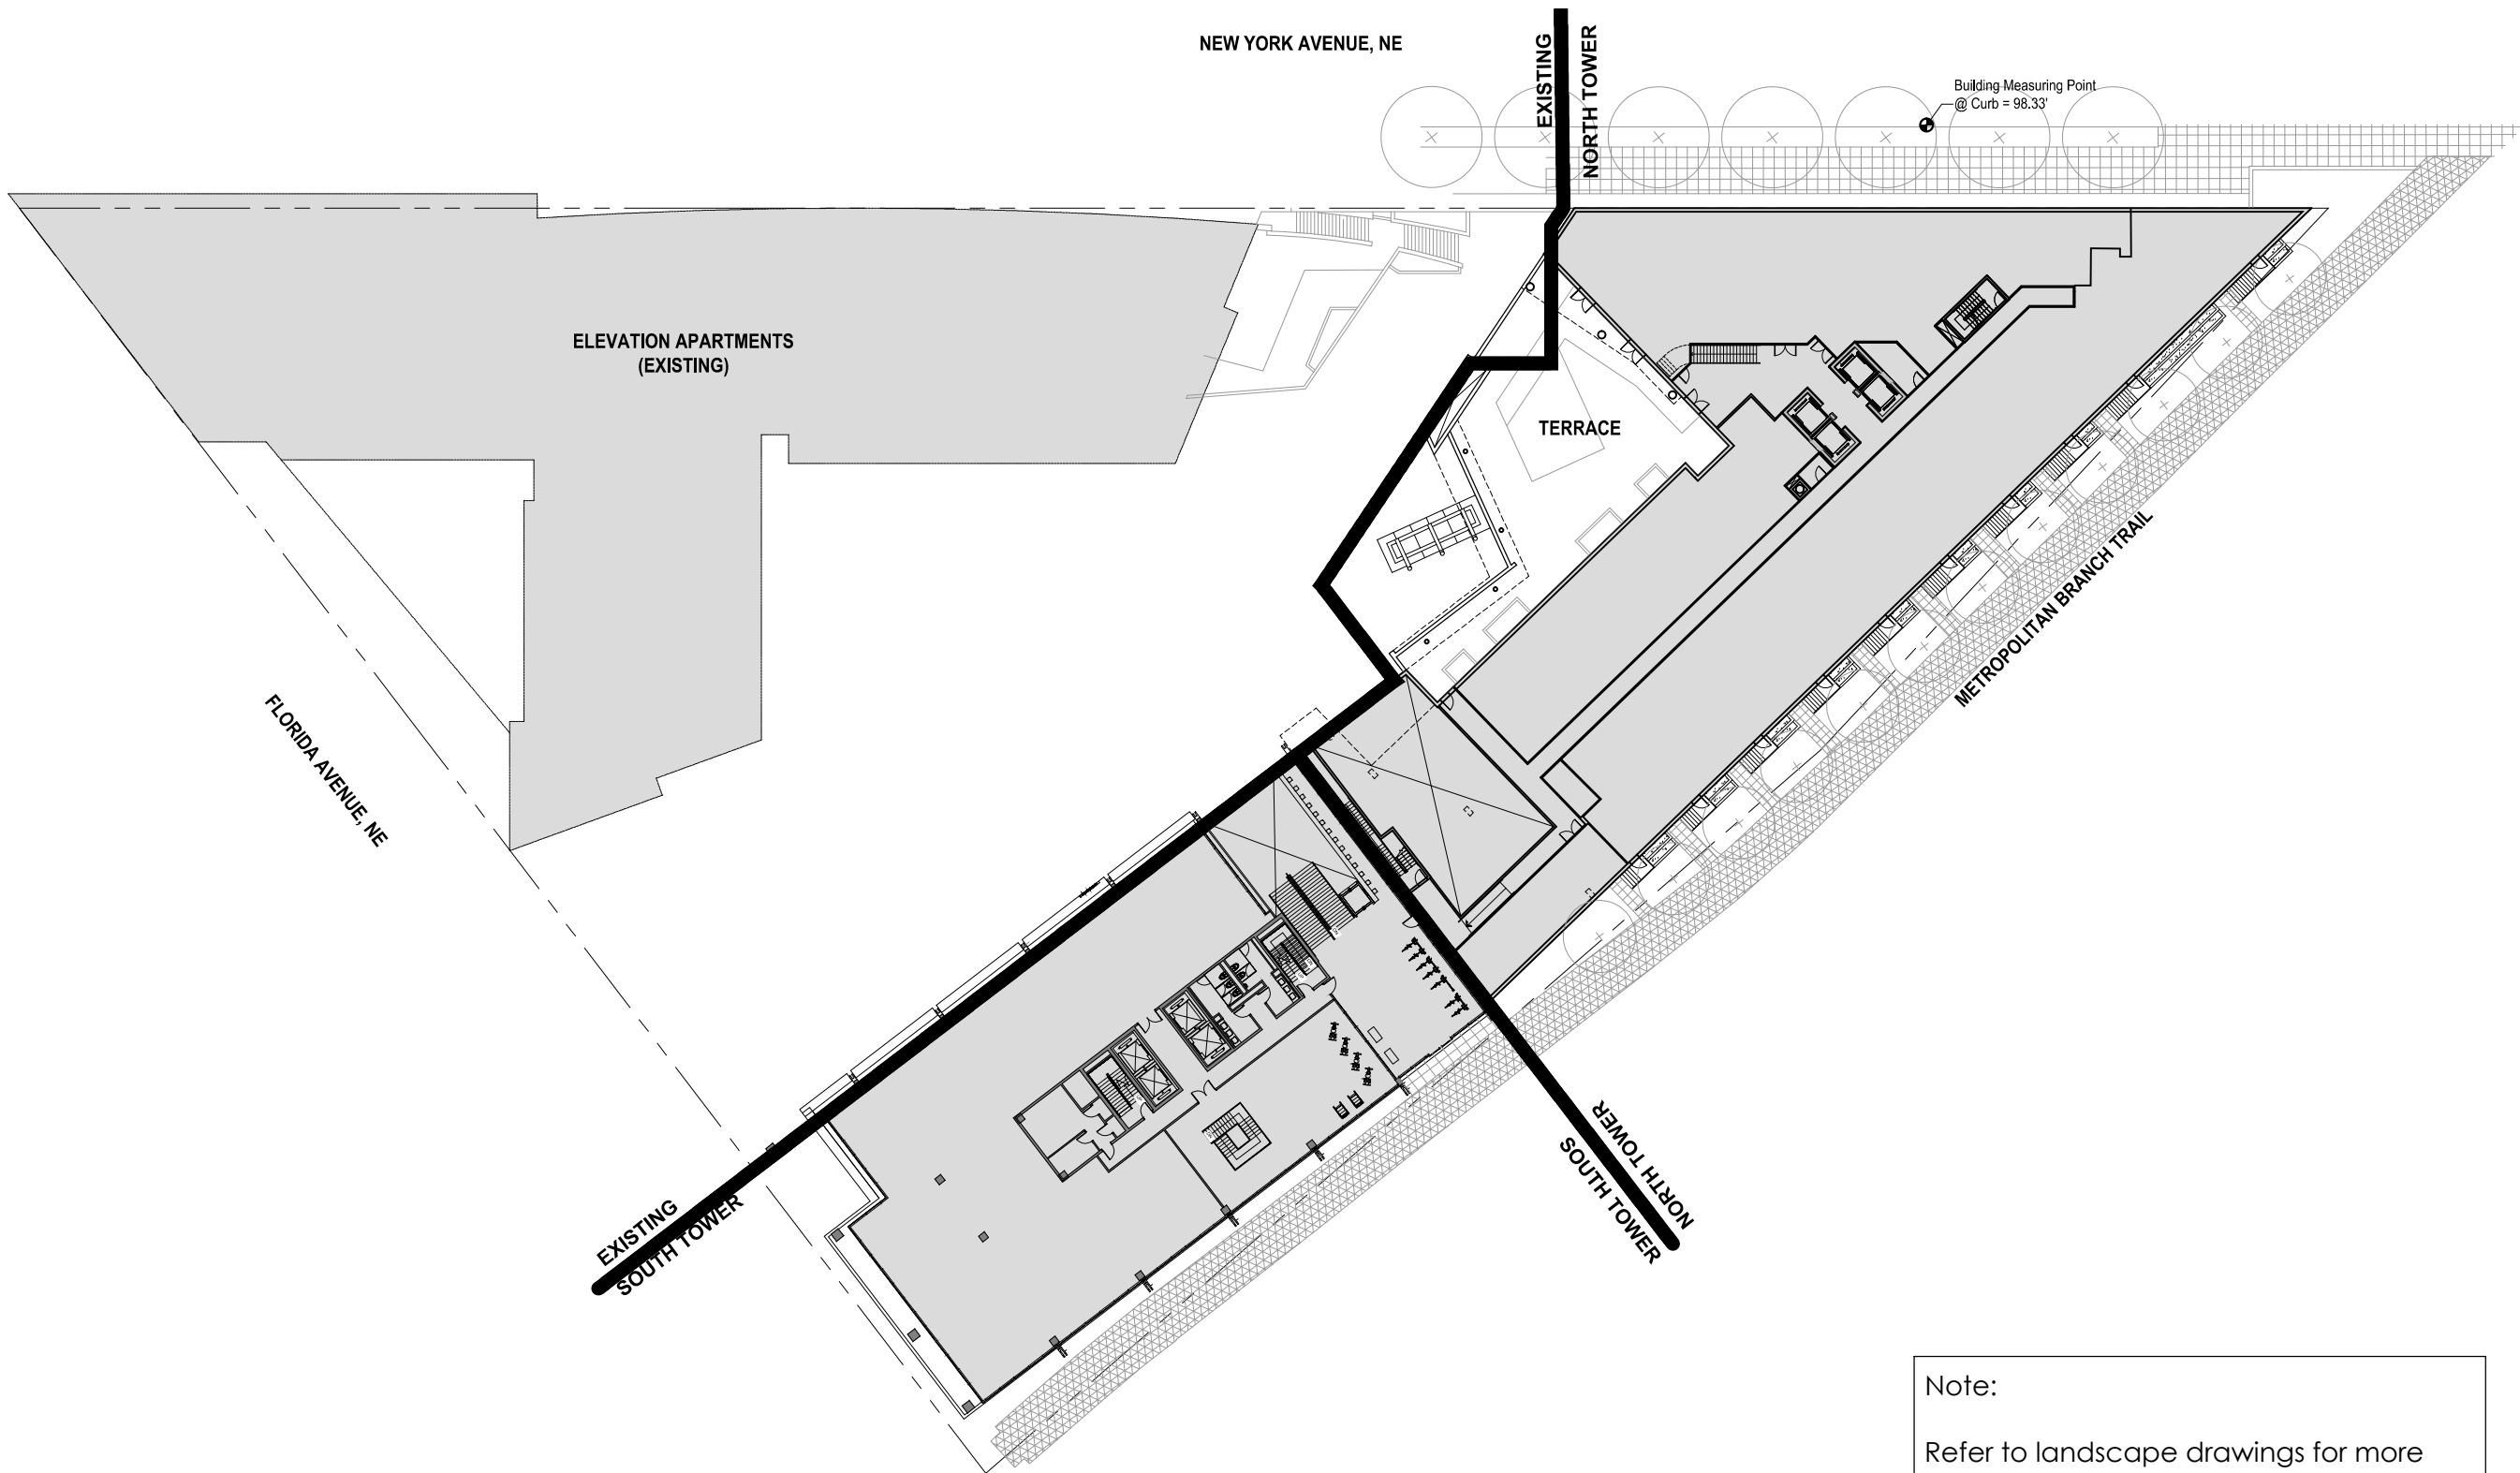 NEW YORK AVENUE, NE
EXISTING
NORTH TOWER
Building Measuring Point
@ Curb = 98.33'
ELEVATION APARTMENTS
(EXISTING)
TERRACE
METROPOLITAN BRANCH TRAIL
FLORIDA AVENUE, NE
EXISTING
SOUTH TOWER
NORTH TOWER
SOUTH TOWER
Note:
Refer to landscape drawings for more